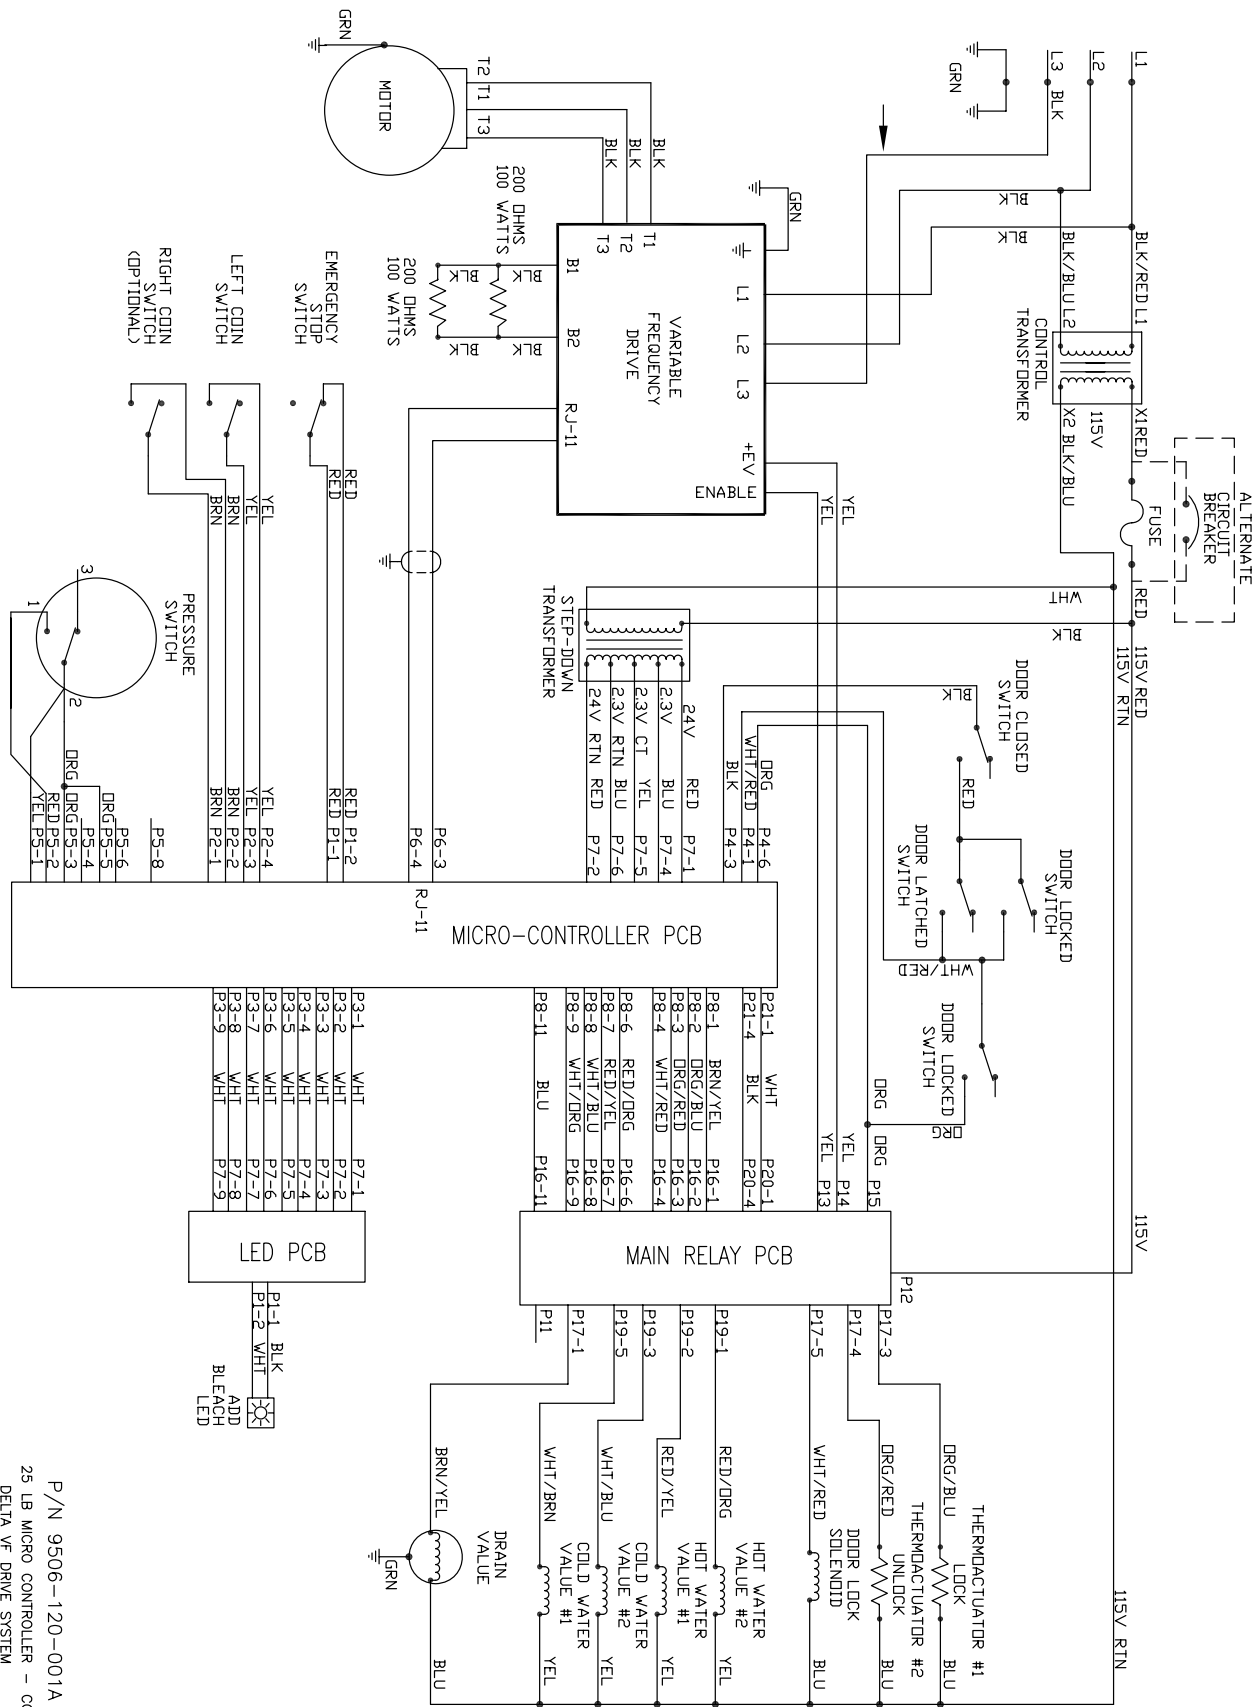 L1
L2
L3
BLK
GRN
BLK
BLK
BLK/RED L1
BLK/BLU L2
CONTROL
TRANSFORMER
X1 RED
115V
X2 BLK/BLU
ALTERNATE
CIRCUIT
BREAKER
FUSE
RED
WHT
BLK
115V RED
115V RTN
115V
115V RTN
GRN
MOTOR
T2
T1
T3
BLK
BLK
BLK
GRN
T1
T2
T3
L1
L2
L3
+EV
ENABLE
VARIABLE
FREQUENCY
DRIVE
B1
B2
RJ-11
200 OHMS
100 WATTS
BLK
BLK
BLK
BLK
200 OHMS
100 WATTS
YEL
YEL
EMERGENCY
STOP
SWITCH
LEFT COIN
SWITCH
RIGHT COIN
SWITCH
(OPTIONAL)
RED
RED
YEL
YEL
BRN
BRN
PRESSURE
SWITCH
3
1
2
ORG
STEP-DOWN
TRANSFORMER
24V
2.3V
2.3V CT
2.3V RTN
24V RTN
RED
BLU
YEL
BLU
RED
P7-1
P7-4
P7-5
P7-6
P7-2
DOOR CLOSED
SWITCH
BLK
RED
DOOR LATCHED
SWITCH
DOOR LOCKED
SWITCH
WHT/RED
DOOR LOCKED
SWITCH
ORG
ORG
ORG
ORG P4-6
WHT/RED P4-1
BLK P4-3
P6-3
P6-4
RED P1-2
RED P1-1
YEL P2-4
YEL P2-3
BRN P2-2
BRN P2-1
P5-8
P5-6
ORG P5-5
P5-4
ORG P5-3
RED P5-2
YEL P5-1
RJ-11
MICRO-CONTROLLER PCB
P21-1 WHT P20-1
P21-4 BLK P20-4
P8-1 BRN/YEL P16-1
P8-2 ORG/BLU P16-2
P8-3 ORG/RED P16-3
P8-4 WHT/RED P16-4
P8-6 RED/ORG P16-6
P8-7 RED/YEL P16-7
P8-8 WHT/BLU P16-8
P8-9 WHT/ORG P16-9
P8-11 BLU P16-11
P3-1 WHT P7-1
P3-2 WHT P7-2
P3-3 WHT P7-3
P3-4 WHT P7-4
P3-5 WHT P7-5
P3-6 WHT P7-6
P3-7 WHT P7-7
P3-8 WHT P7-8
P3-9 WHT P7-9
P15
YEL P14
YEL P13
MAIN RELAY PCB
P12
LED PCB
P1-1 BLK
P1-2 WHT
ADD
BLEACH
LED
P17-3
P17-4
P17-5
P19-1
P19-2
P19-3
P19-5
P17-1
P11
ORG/BLU
THERMOACTUATOR #1
LOCK
BLU
ORG/RED
THERMOACTUATOR #2
UNLOCK
BLU
WHT/RED
DOOR LOCK
SOLENOID
BLU
RED/ORG
HOT WATER
VALUE #2
YEL
RED/YEL
HOT WATER
VALUE #1
YEL
WHT/BLU
COLD WATER
VALUE #2
YEL
WHT/BRN
COLD WATER
VALUE #1
YEL
BRN/YEL
DRAIN
VALUE
GRN
BLU
P/N 9506-120-001A
25 LB MICRO CONTROLLER -
DELTA VF DRIVE SYSTEM